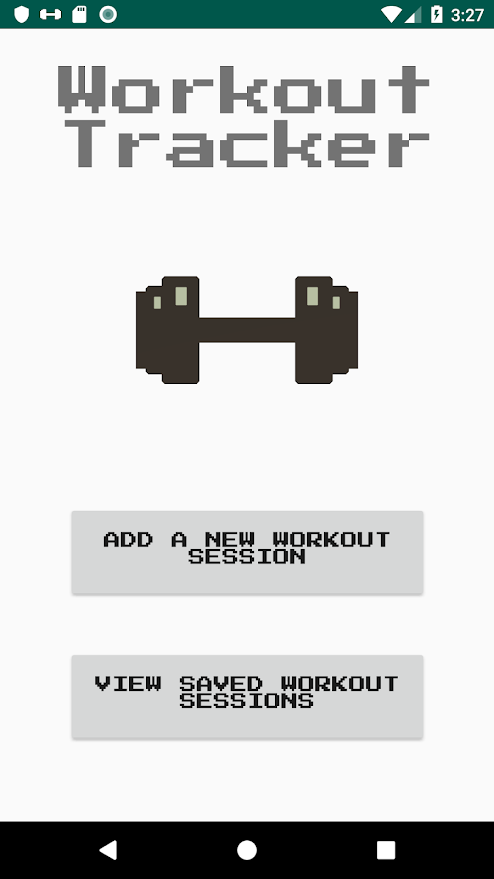 3:27
Workout
Tracker
ADD A NEW WORKOUT
SESSION
VIEW SAVED WORKOUT
SESSIONS